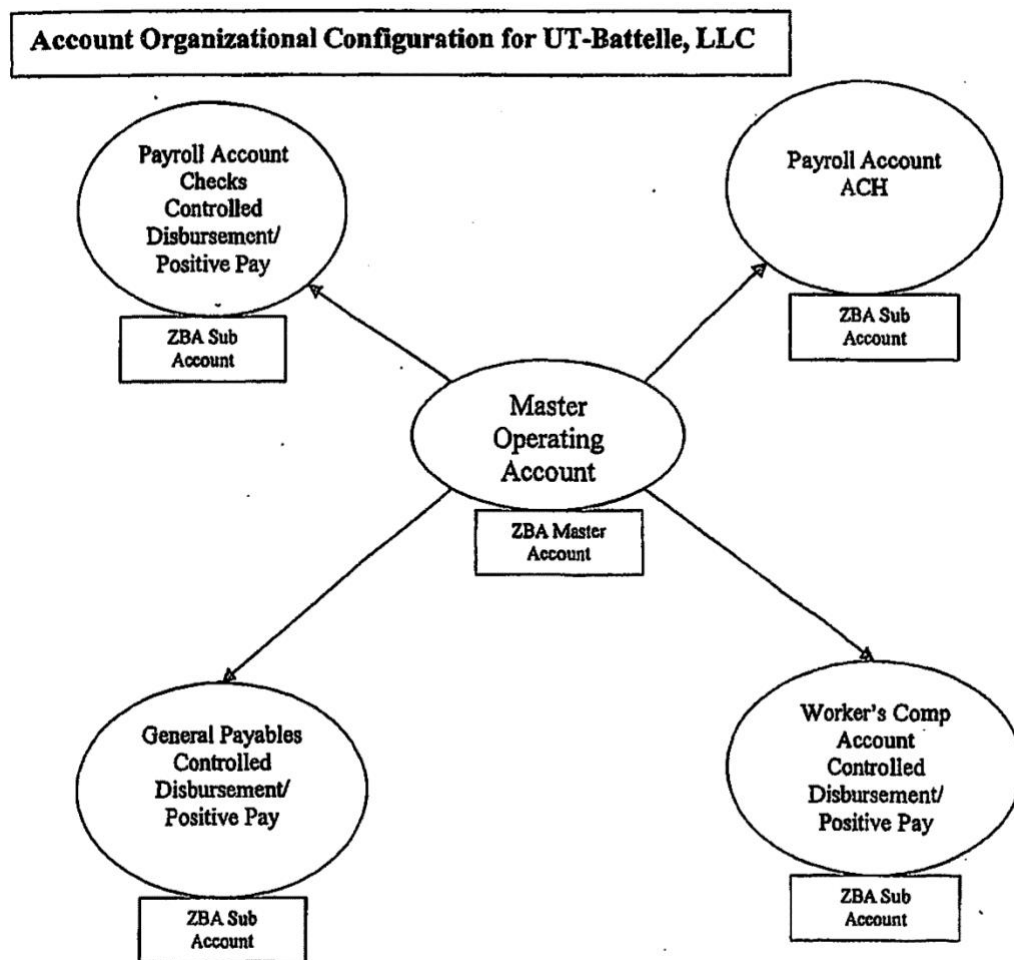 Account Organizational Configuration for UT-Battelle, LLC
Payroll Account
Checks
Controlled
Disbursement/
Positive Pay
ZBA Sub
Account
Payroll Account
ACH
ZBA Sub
Account
Master
Operating
Account
ZBA Master
Account
General Payables
Controlled
Disbursement/
Positive Pay
ZBA Sub
Account
Worker's Comp
Account
Controlled
Disbursement/
Positive Pay
ZBA Sub
Account